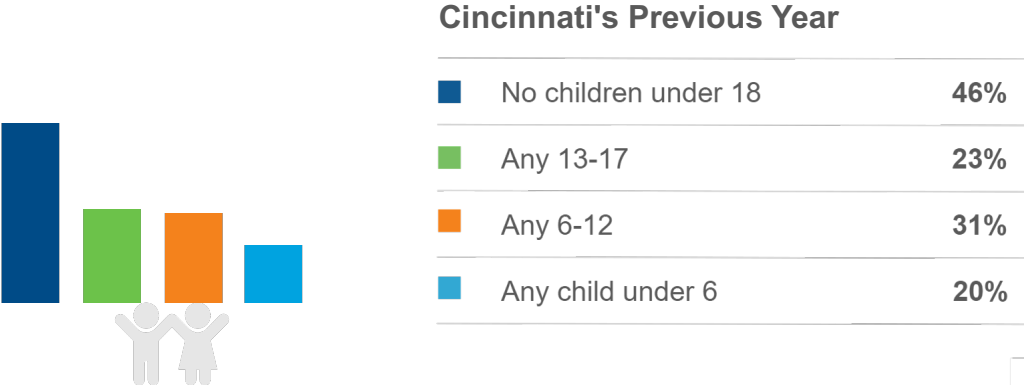 Cincinnati's Previous Year
No children under 18 46%
Any 13-17 23%
Any 6-12 31%
Any child under 6 20%